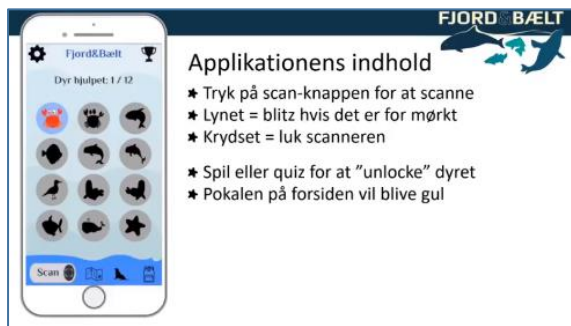 FJORD BÆLT
Fjord&Bælt
Dyr hjulpet: 1 / 12
Scan
Applikationens indhold
Tryk på scan-knappen for at scanne
Lynet = blitz hvis det er for mørkt
Krydset = luk scanneren
Spil eller quiz for at ”unlocke” dyret
Pokalen på forsiden vil blive gul